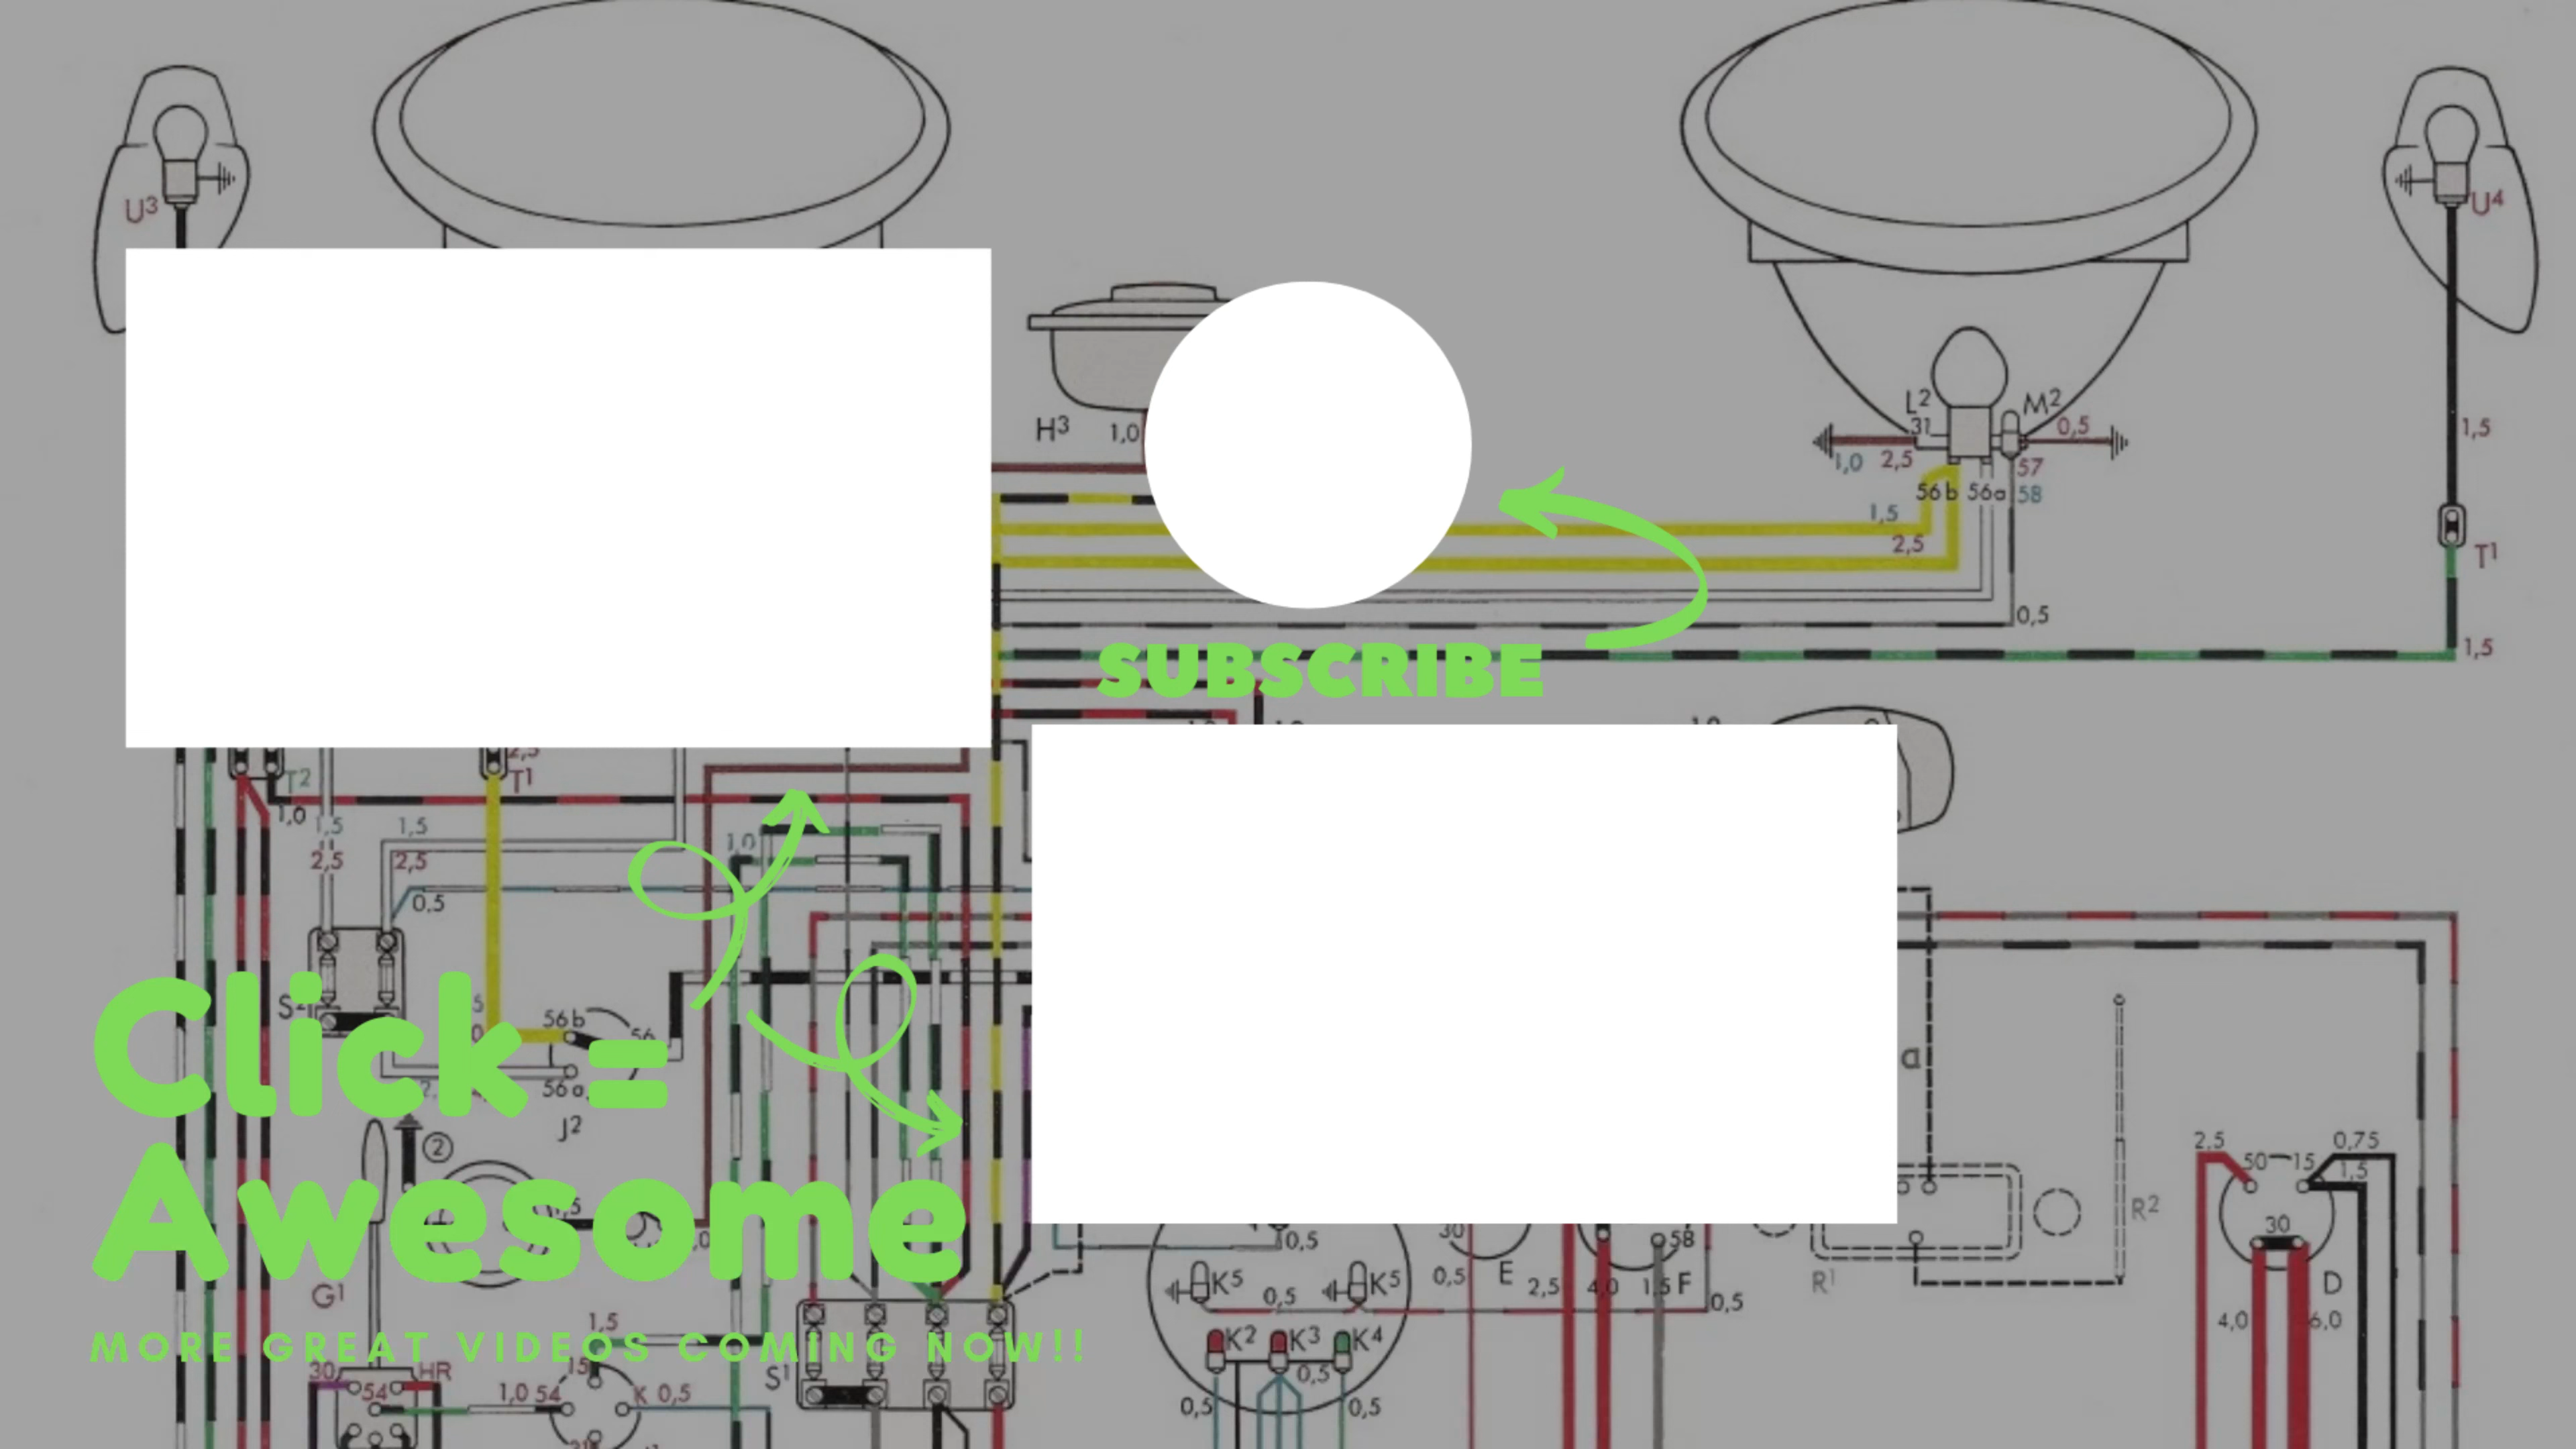 U3
U4
H3
1,0
L2
M2
31
0,5
1,0
2,5
57
56b
56a
58
1,5
1,5
2,5
T1
0,5
1,5
SUBSCRIBE
2,5
T2
T1
1,0
1,5
1,5
1,0
2,5
2,5
0,5
56b
56
Click =
56a
J2
2
Awesome
a
2,5
0,75
50
15
1,5
R2
30
58
0,5
30
G1
K5
K5
0,5
0,5
E
2,5
4,0
1,5
F
0,5
R1
D
4,0
6,0
1,5
MORE GREAT VIDEOS COMING NOW!!
K2
K3
K4
0,5
S1
30
HR
15
54
1,0
54
K
0,5
0,5
0,5